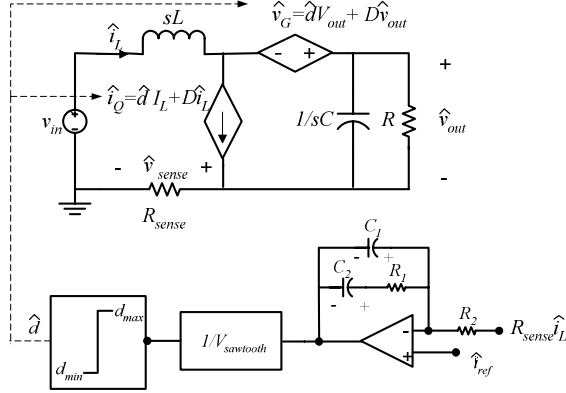 sL
v̂_G = d̂V_out + Dv̂_out
î_L
î_Q = d̂ I_L + Dî_L
v_in
- +
+
-
1/sC
R
v̂_out
- v̂_sense +
R_sense
C_1
- +
C_2
R_1
- +
d̂
d_max
d_min
1/V_sawtooth
-
+
R_2
R_sense î_L
î_ref